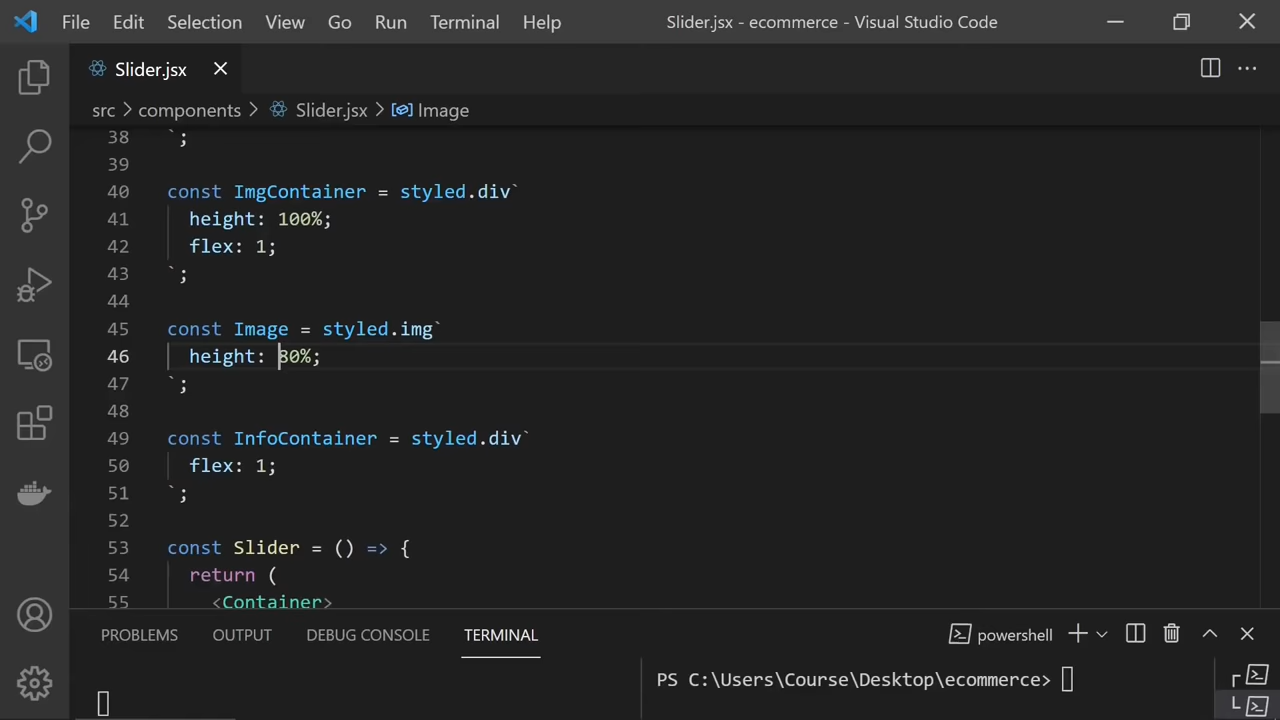 File Edit Selection View Go Run Terminal Help Slider.jsx - ecommerce - Visual Studio Code
Slider.jsx
src > components > Slider.jsx > Image
38 `;
39
40 const ImgContainer = styled.div`
41 height: 100%;
42 flex: 1;
43 `;
44
45 const Image = styled.img`
46 height: 80%;
47 `;
48
49 const InfoContainer = styled.div`
50 flex: 1;
51 `;
52
53 const Slider = () => {
54 return (
55 <Container>
PROBLEMS OUTPUT DEBUG CONSOLE TERMINAL powershell
PS C:\Users\Course\Desktop\ecommerce>